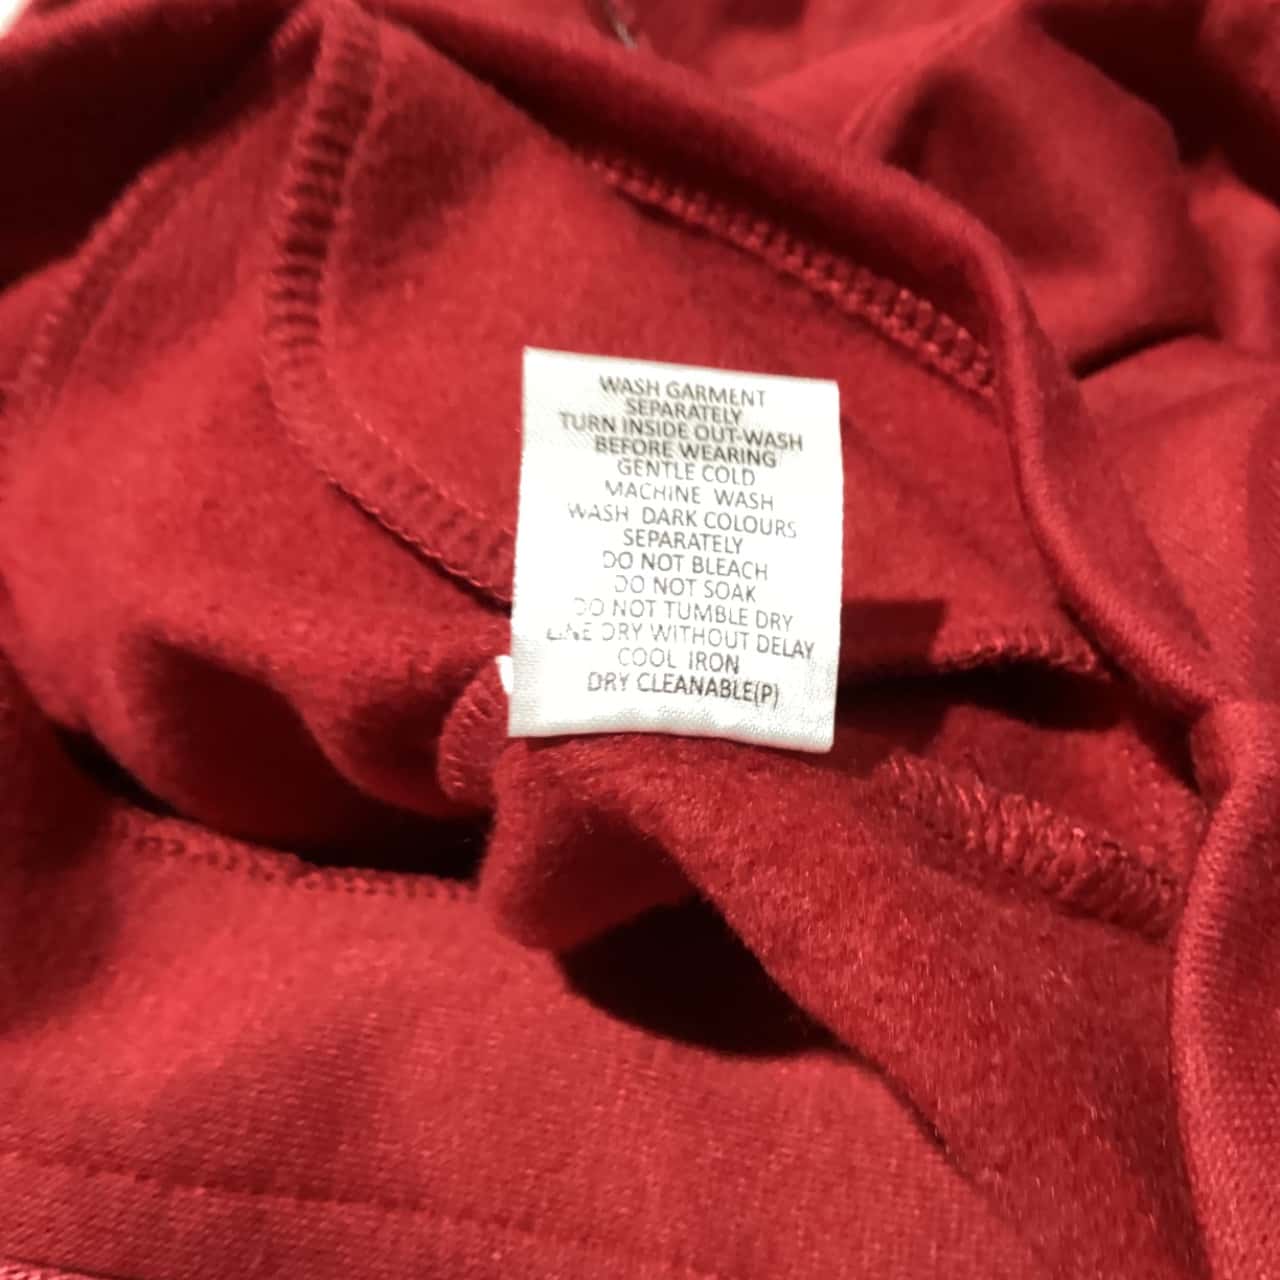 WASH GARMENT
SEPARATELY
TURN INSIDE OUT-WASH
BEFORE WEARING
GENTLE COLD
MACHINE WASH
WASH DARK COLOURS
SEPARATELY
DO NOT BLEACH
DO NOT SOAK
DO NOT TUMBLE DRY
LINE DRY WITHOUT DELAY
COOL IRON
DRY CLEANABLE(P)